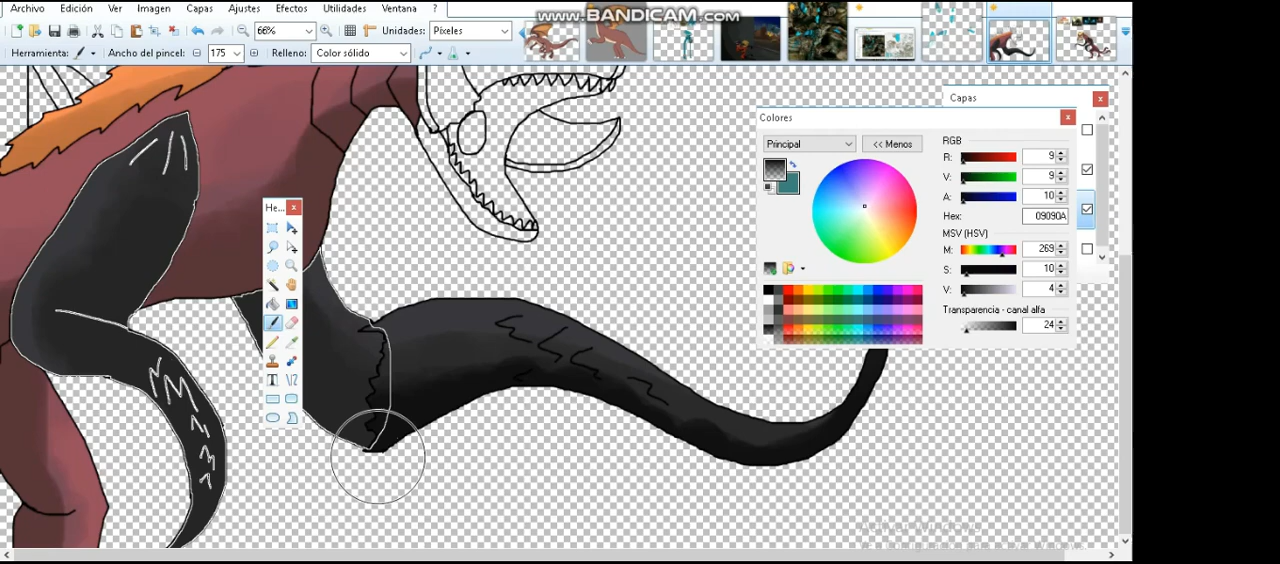 Archivo Edición Ver Imagen Capas Ajustes Efectos Utilidades Ventana ?
www.BANDICAM.com
66% Unidades: Píxeles
Herramienta: Ancho del pincel: 175 Relleno: Color sólido
Capas
Colores
Principal << Menos
RGB
R: 9
V: 9
A: 10
Hex: 09090A
MSV (HSV)
M: 269
S: 10
V: 4
Transparencia - canal alfa
24
He...
T